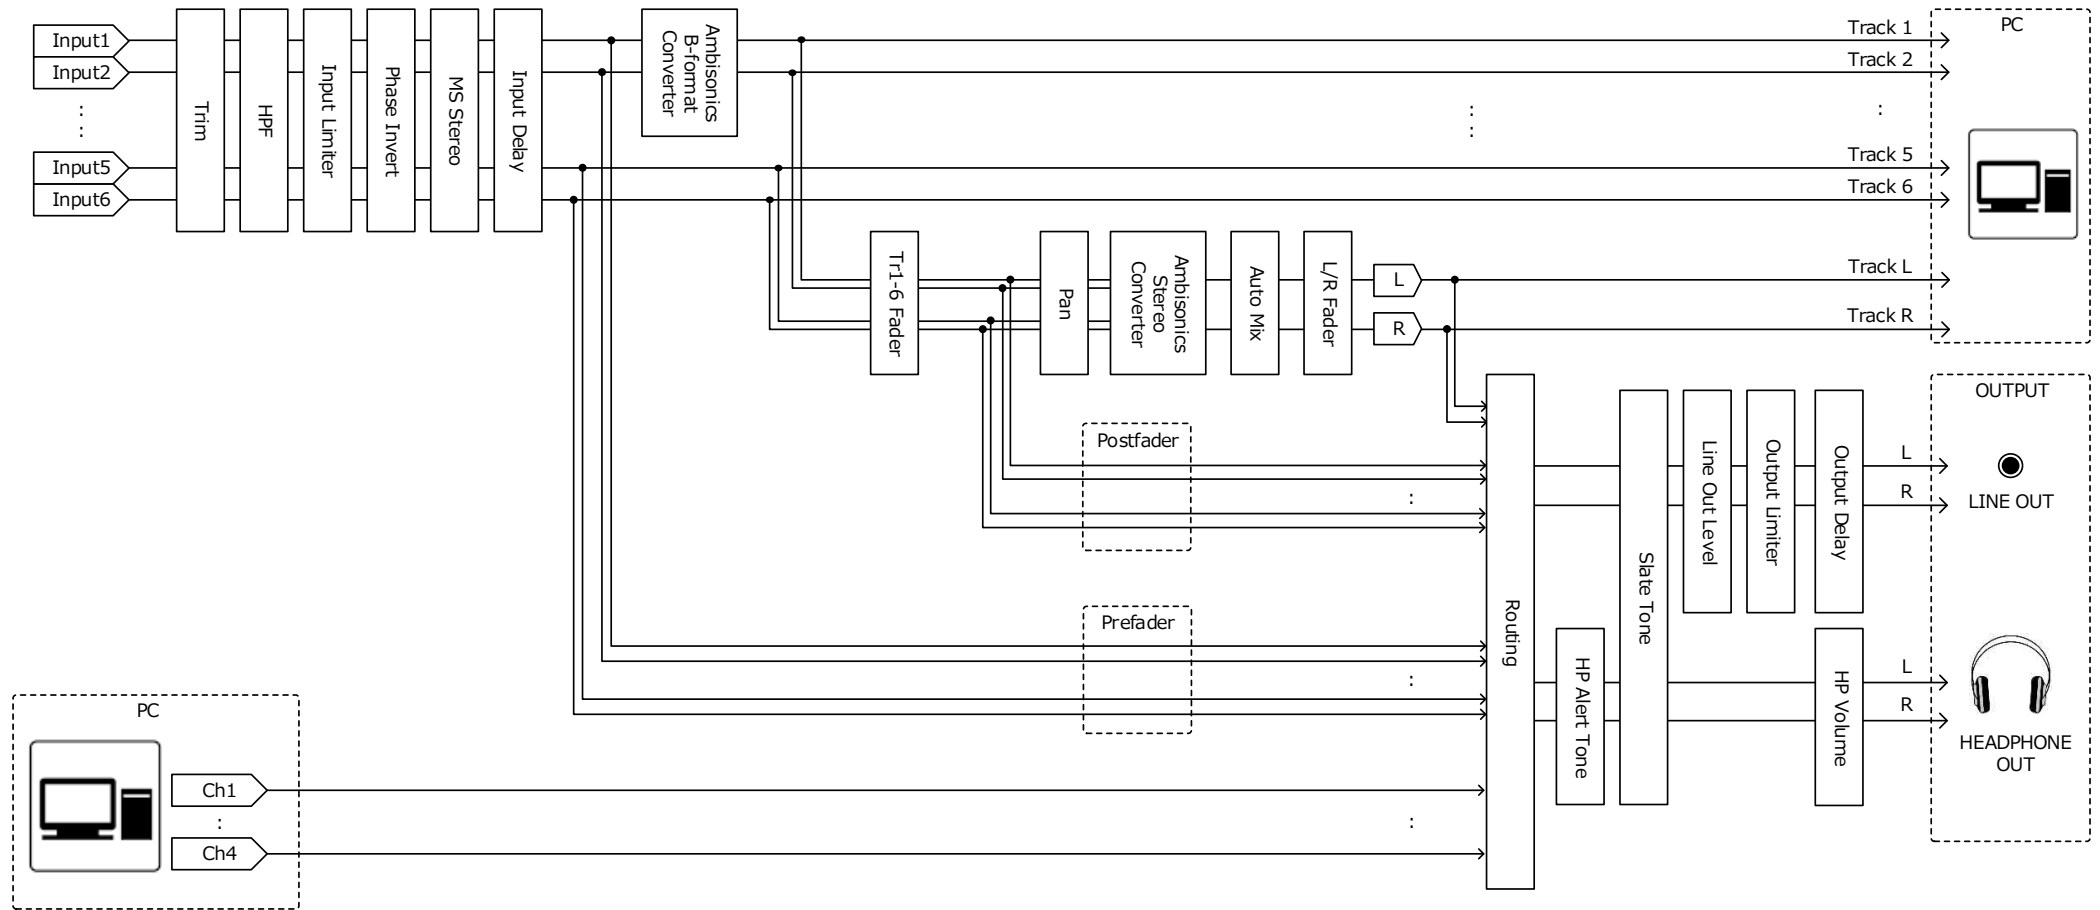 Input1
Input2
:
:
Input5
Input6
Trim
HPF
Input Limiter
Phase Invert
MS Stereo
Input Delay
Ambisonics
B-format
Converter
Track 1
Track 2
:
:
:
Track 5
Track 6
PC
Tr1-6 Fader
Pan
Ambisonics
Stereo
Converter
Auto Mix
L/R Fader
L
R
Track L
Track R
Postfader
:
Prefader
:
PC
Ch1
:
Ch4
:
Routing
HP Alert Tone
Slate Tone
Line Out Level
Output Limiter
Output Delay
HP Volume
L
R
L
R
OUTPUT
LINE OUT
HEADPHONE
OUT